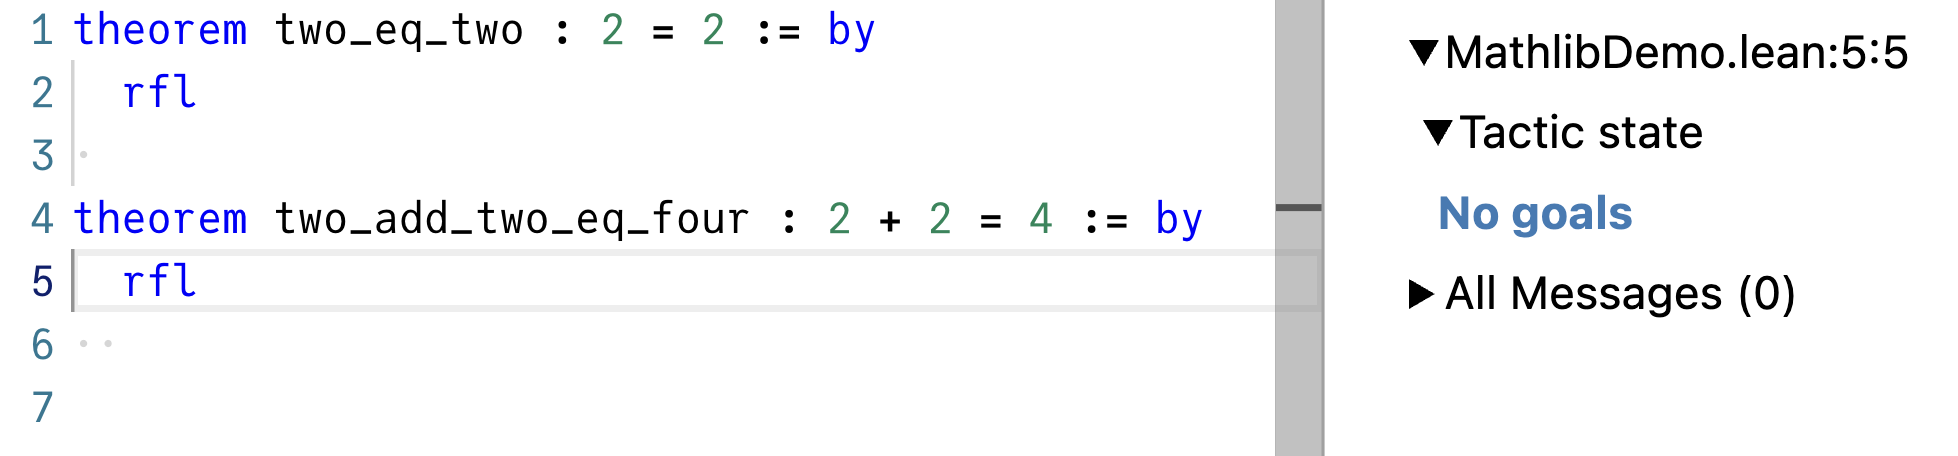 1 theorem two_eq_two : 2 = 2 := by
2   rfl
3
4 theorem two_add_two_eq_four : 2 + 2 = 4 := by
5   rfl
6
7
▼MathlibDemo.lean:5:5
▼Tactic state
No goals
▶All Messages (0)